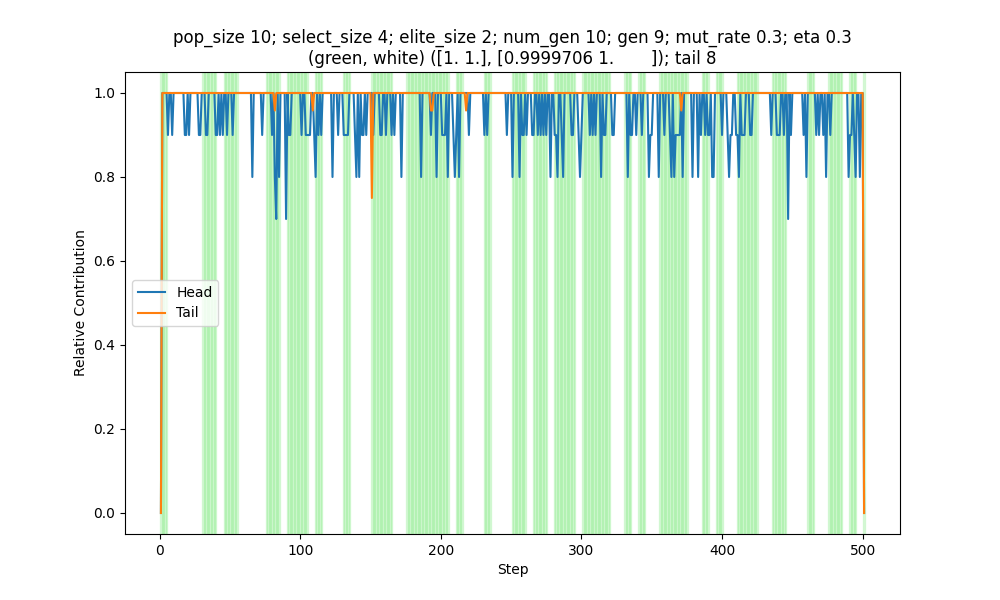 pop_size 10; select_size 4; elite_size 2; num_gen 10; gen 9; mut_rate 0.3; eta 0.3
(green, white) ([1. 1.], [0.9999706 1.        ]); tail 8
1.0
0.8
0.6
0.4
0.2
0.0
Relative Contribution
Head
Tail
0
100
200
300
400
500
Step